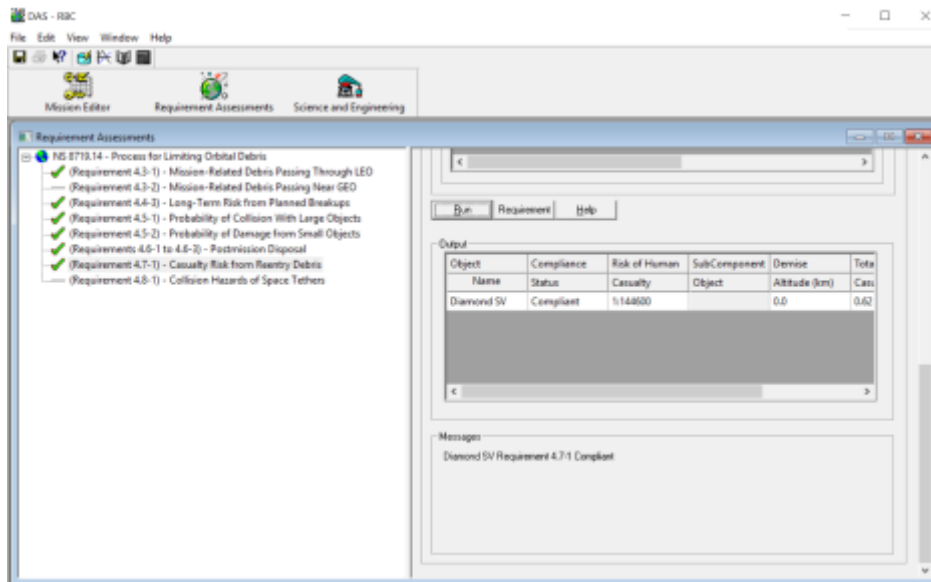 DAS - RBC
File Edit View Window Help
Mission Editor Requirement Assessments Science and Engineering
Requirement Assessments
NS 8719.14 - Process for Limiting Orbital Debris
(Requirement 4.3-1) - Mission-Related Debris Passing Through LEO
(Requirement 4.3-2) - Mission-Related Debris Passing Near GEO
(Requirement 4.4-3) - Long-Term Risk from Planned Breakups
(Requirement 4.5-1) - Probability of Collision With Large Objects
(Requirement 4.5-2) - Probability of Damage from Small Objects
(Requirements 4.6-1 to 4.6-3) - Postmission Disposal
(Requirement 4.7-1) - Casualty Risk from Reentry Debris
(Requirement 4.8-1) - Collision Hazards of Space Tethers
Run Requirement Help
Output
Object Compliance Risk of Human SubComponent Demise Tota
Name Status Casualty Object Altitude (km) Casu
Diamond SV Compliant 1:144600 0.0 0.62
Messages
Diamond SV Requirement 4.7-1 Compliant